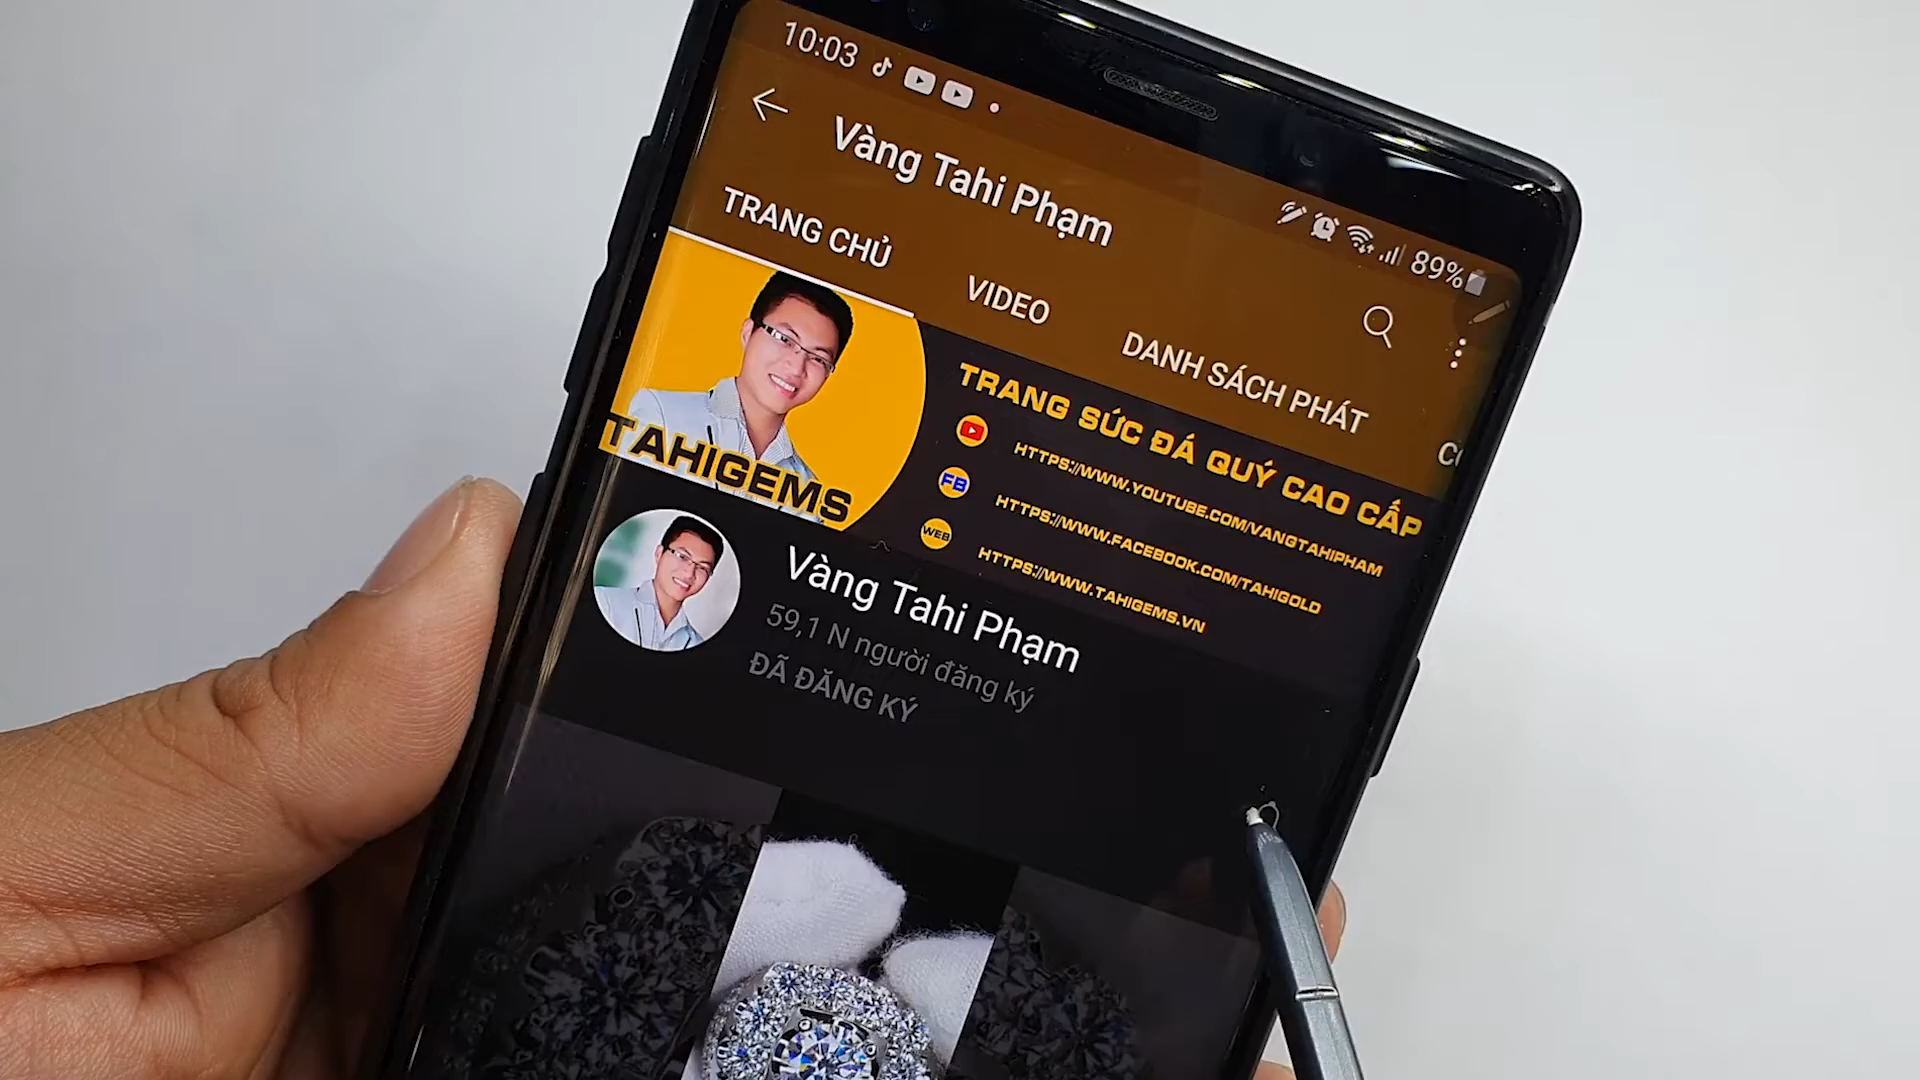 10:03
89%
Vàng Tahi Phạm
TRANG CHỦ
VIDEO
DANH SÁCH PHÁT
TAHIGEMS
TRANG SỨC ĐÁ QUÝ CAO CẤP
HTTPS://WWW.YOUTUBE.COM/VANGTAHIPHAM
FB
HTTPS://WWW.FACEBOOK.COM/TAHIGOLD
WEB
HTTPS://WWW.TAHIGEMS.VN
Vàng Tahi Phạm
59,1 N người đăng ký
ĐÃ ĐĂNG KÝ